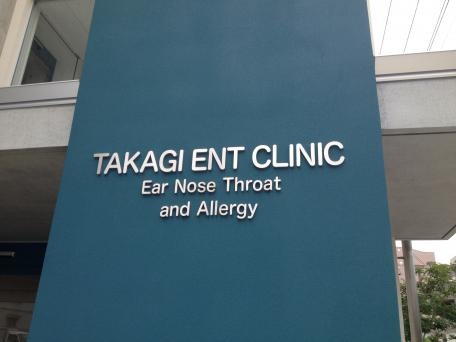 TAKAGI ENT CLINIC
Ear Nose Throat
and Allergy